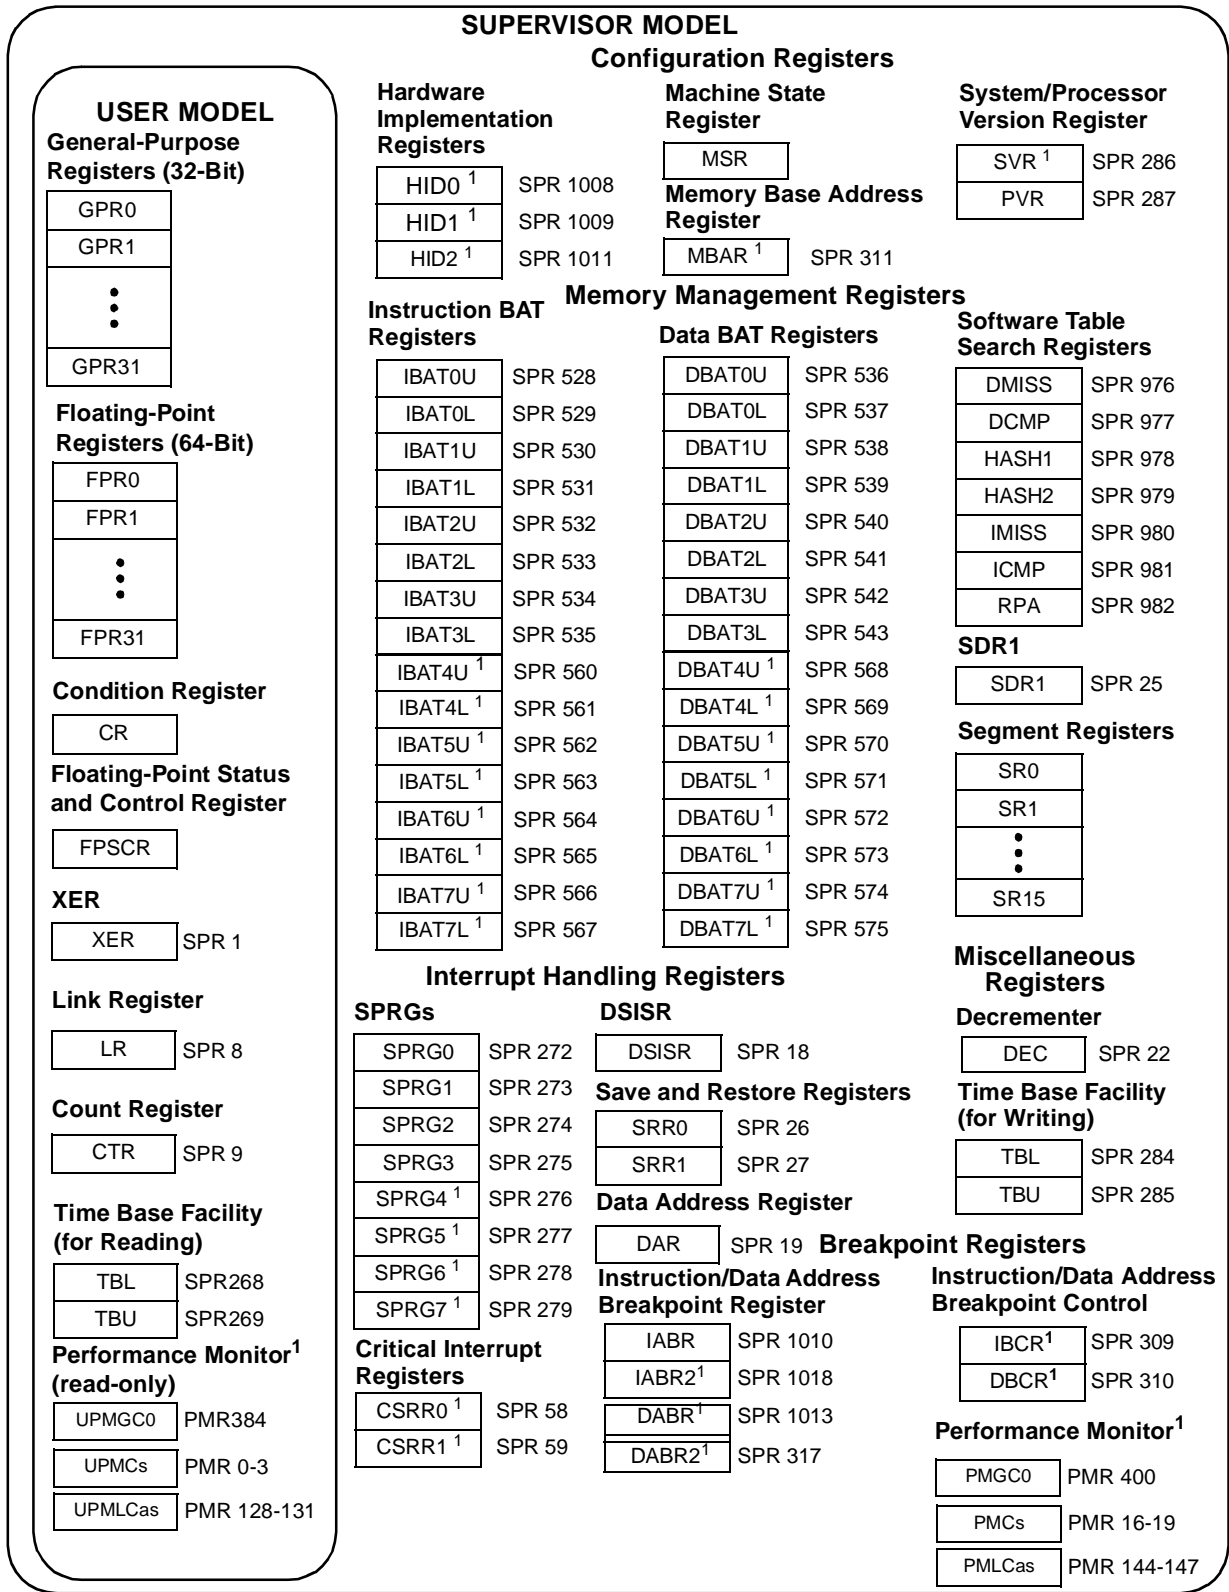 SUPERVISOR MODEL
Configuration Registers
USER MODEL
General-Purpose
Registers (32-Bit)
GPR0
GPR1
GPR31
Floating-Point
Registers (64-Bit)
FPR0
FPR1
FPR31
Condition Register
CR
Floating-Point Status
and Control Register
FPSCR
XER
XER SPR 1
Link Register
LR SPR 8
Count Register
CTR SPR 9
Time Base Facility
(for Reading)
TBL SPR268
TBU SPR269
Performance Monitor1
(read-only)
UPMGC0 PMR384
UPMCs PMR 0-3
UPMLCas PMR 128-131
Hardware
Implementation
Registers
HID0 1 SPR 1008
HID1 1 SPR 1009
HID2 1 SPR 1011
Machine State
Register
MSR
Memory Base Address
Register
MBAR 1 SPR 311
System/Processor
Version Register
SVR 1 SPR 286
PVR SPR 287
Memory Management Registers
Instruction BAT
Registers
IBAT0U SPR 528
IBAT0L SPR 529
IBAT1U SPR 530
IBAT1L SPR 531
IBAT2U SPR 532
IBAT2L SPR 533
IBAT3U SPR 534
IBAT3L SPR 535
IBAT4U 1 SPR 560
IBAT4L 1 SPR 561
IBAT5U 1 SPR 562
IBAT5L 1 SPR 563
IBAT6U 1 SPR 564
IBAT6L 1 SPR 565
IBAT7U 1 SPR 566
IBAT7L 1 SPR 567
Data BAT Registers
DBAT0U SPR 536
DBAT0L SPR 537
DBAT1U SPR 538
DBAT1L SPR 539
DBAT2U SPR 540
DBAT2L SPR 541
DBAT3U SPR 542
DBAT3L SPR 543
DBAT4U 1 SPR 568
DBAT4L 1 SPR 569
DBAT5U 1 SPR 570
DBAT5L 1 SPR 571
DBAT6U 1 SPR 572
DBAT6L 1 SPR 573
DBAT7U 1 SPR 574
DBAT7L 1 SPR 575
Software Table
Search Registers
DMISS SPR 976
DCMP SPR 977
HASH1 SPR 978
HASH2 SPR 979
IMISS SPR 980
ICMP SPR 981
RPA SPR 982
SDR1
SDR1 SPR 25
Segment Registers
SR0
SR1
SR15
Interrupt Handling Registers
SPRGs
SPRG0 SPR 272
SPRG1 SPR 273
SPRG2 SPR 274
SPRG3 SPR 275
SPRG4 1 SPR 276
SPRG5 1 SPR 277
SPRG6 1 SPR 278
SPRG7 1 SPR 279
Critical Interrupt
Registers
CSRR0 1 SPR 58
CSRR1 1 SPR 59
DSISR
DSISR SPR 18
Save and Restore Registers
SRR0 SPR 26
SRR1 SPR 27
Data Address Register
DAR SPR 19
Miscellaneous
Registers
Decrementer
DEC SPR 22
Time Base Facility
(for Writing)
TBL SPR 284
TBU SPR 285
Breakpoint Registers
Instruction/Data Address
Breakpoint Register
IABR SPR 1010
IABR21 SPR 1018
DABR1 SPR 1013
DABR21 SPR 317
Instruction/Data Address
Breakpoint Control
IBCR1 SPR 309
DBCR1 SPR 310
Performance Monitor1
PMGC0 PMR 400
PMCs PMR 16-19
PMLCas PMR 144-147